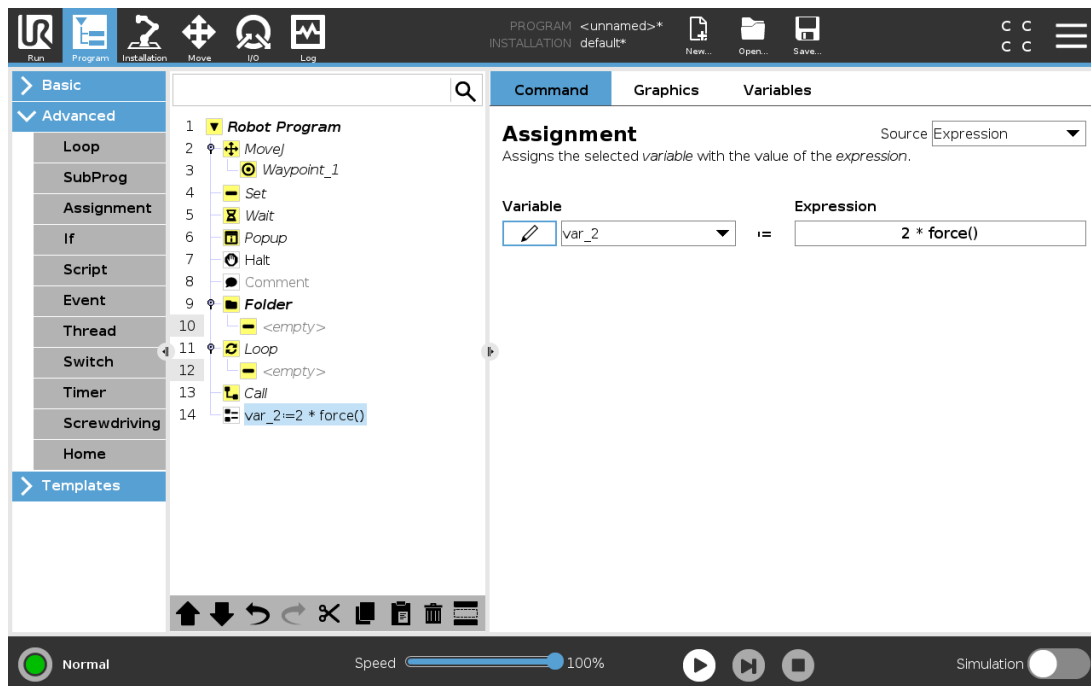 PROGRAM <unnamed>*
INSTALLATION default*
UR
Run
Program
Installation
Move
I/O
Log
New...
Open...
Save...
C C
C C
Basic
Advanced
Loop
SubProg
Assignment
If
Script
Event
Thread
Switch
Timer
Screwdriving
Home
Templates
1 Robot Program
2 MoveJ
3 Waypoint_1
4 Set
5 Wait
6 Popup
7 Halt
8 Comment
9 Folder
10 <empty>
11 Loop
12 <empty>
13 Call
14 var_2:=2 * force()
Command Graphics Variables
Assignment
Source Expression
Assigns the selected variable with the value of the expression.
Variable Expression
var_2 := 2 * force()
Normal
Speed 100%
Simulation